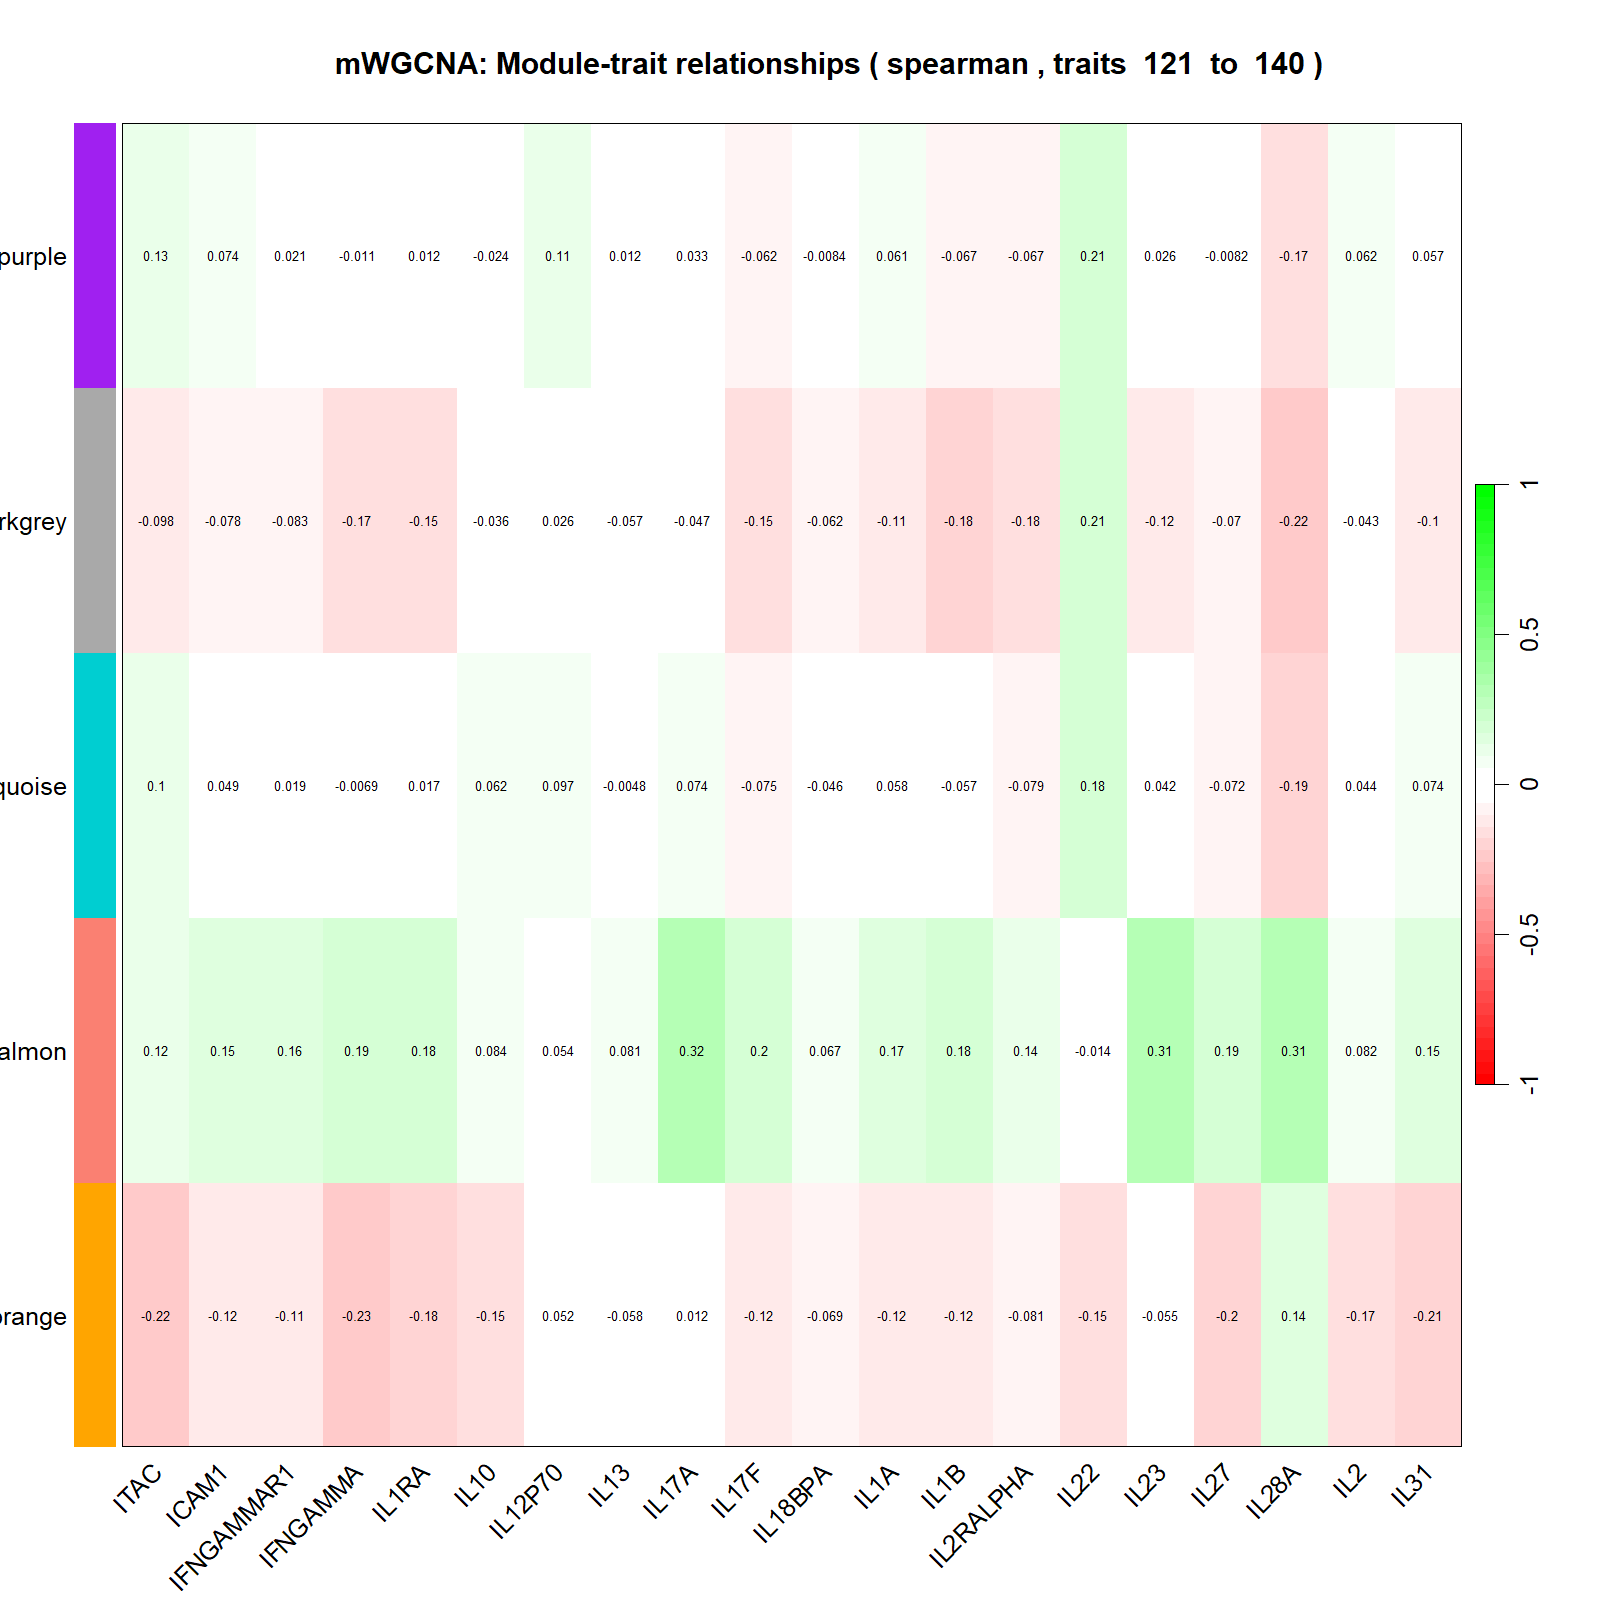 mWGCNA: Module-trait relationships ( spearman , traits 121 to 140 )
purple 0.13 0.074 0.021 -0.011 0.012 -0.024 0.11 0.012 0.033 -0.062 -0.0084 0.061 -0.067 -0.067 0.21 0.026 -0.0082 -0.17 0.062 0.057
rkgrey -0.098 -0.078 -0.083 -0.17 -0.15 -0.036 0.026 -0.057 -0.047 -0.15 -0.062 -0.11 -0.18 -0.18 0.21 -0.12 -0.07 -0.22 -0.043 -0.1
quoise 0.1 0.049 0.019 -0.0069 0.017 0.062 0.097 -0.0048 0.074 -0.075 -0.046 0.058 -0.057 -0.079 0.18 0.042 -0.072 -0.19 0.044 0.074
almon 0.12 0.15 0.16 0.19 0.18 0.084 0.054 0.081 0.32 0.2 0.067 0.17 0.18 0.14 -0.014 0.31 0.19 0.31 0.082 0.15
orange -0.22 -0.12 -0.11 -0.23 -0.18 -0.15 0.052 -0.058 0.012 -0.12 -0.069 -0.12 -0.12 -0.081 -0.15 -0.055 -0.2 0.14 -0.17 -0.21
ITAC ICAM1 IFNGAMMAR1 IFNGAMMA IL1RA IL10 IL12P70 IL13 IL17A IL17F IL18BPA IL1A IL1B IL2RALPHA IL22 IL23 IL27 IL28A IL2 IL31
1
0.5
0
-0.5
-1